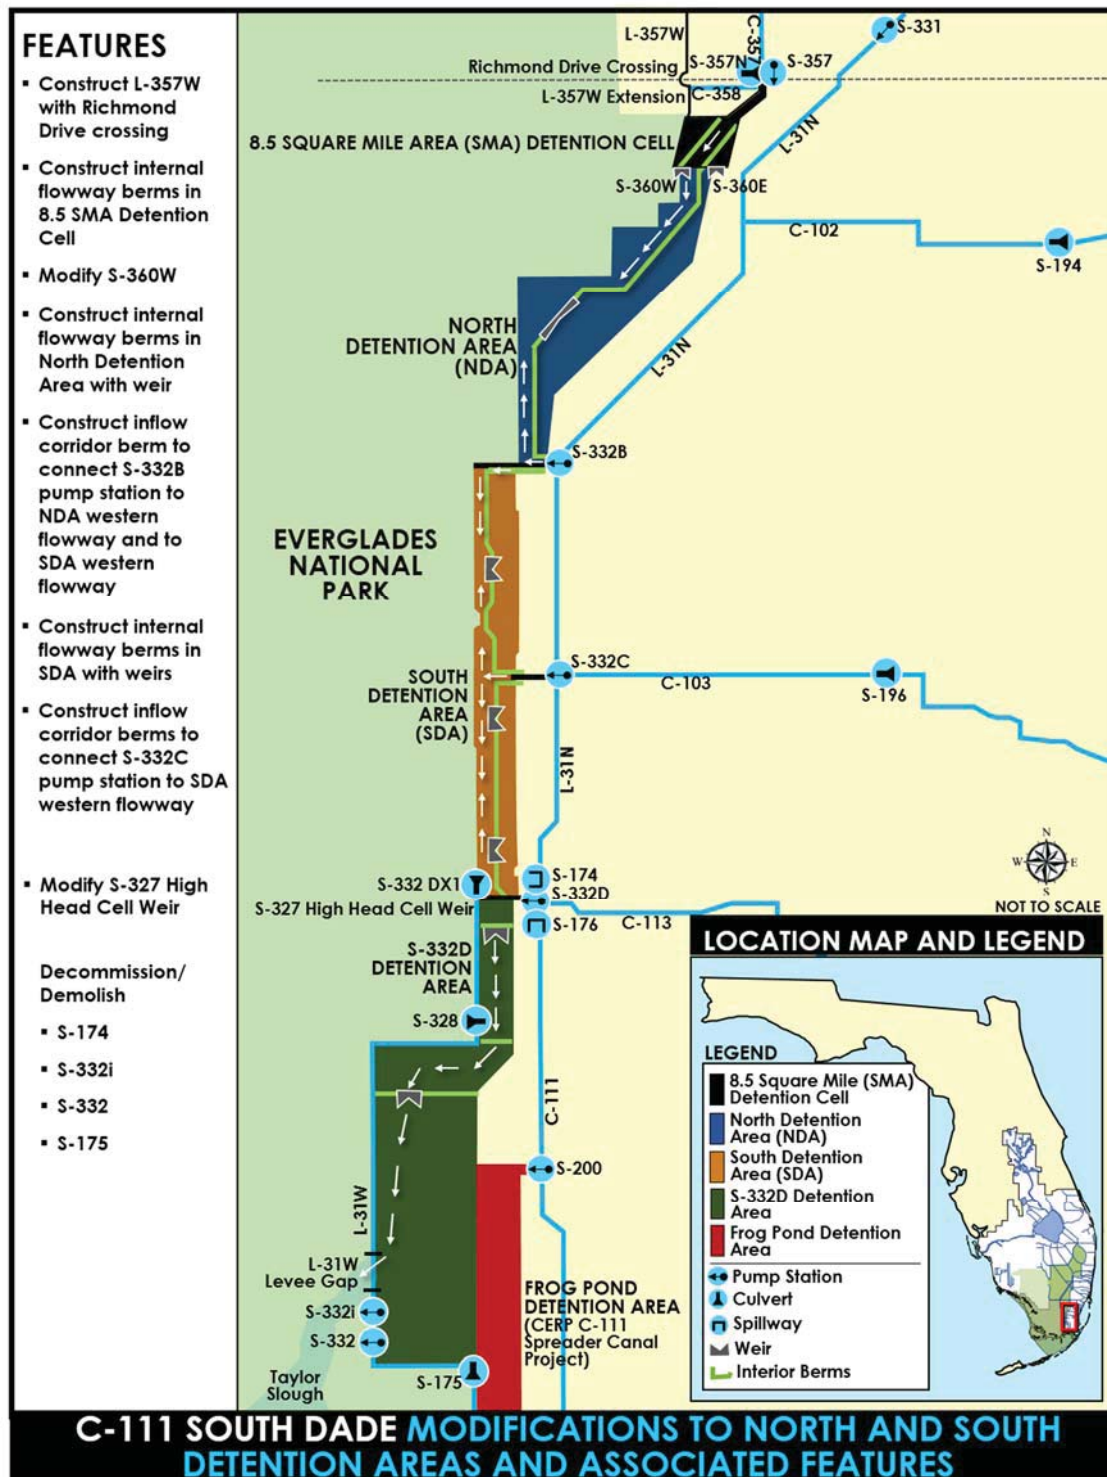 FEATURES
▪ Construct L-357W
with Richmond
Drive crossing
▪ Construct internal
flowway berms in
8.5 SMA Detention
Cell
▪ Modify S-360W
▪ Construct internal
flowway berms in
North Detention
Area with weir
▪ Construct inflow
corridor berm to
connect S-332B
pump station to
NDA western
flowway and to
SDA western
flowway
▪ Construct internal
flowway berms in
SDA with weirs
▪ Construct inflow
corridor berms to
connect S-332C
pump station to SDA
western flowway
▪ Modify S-327 High
Head Cell Weir
Decommission/
Demolish
▪ S-174
▪ S-332i
▪ S-332
▪ S-175
L-357W
C-357
S-331
Richmond Drive Crossing
S-357N
S-357
L-357W Extension
C-358
8.5 SQUARE MILE AREA (SMA) DETENTION CELL
L-31N
S-360W
S-360E
C-102
S-194
NORTH
DETENTION AREA
(NDA)
L-31N
S-332B
EVERGLADES
NATIONAL
PARK
S-332C
C-103
S-196
SOUTH
DETENTION
AREA
(SDA)
L-31N
S-332 DX1
S-174
S-332D
S-327 High Head Cell Weir
S-176
C-113
N
W
E
S
NOT TO SCALE
S-332D
DETENTION
AREA
S-328
C-111
S-200
L-31W
L-31W
Levee Gap
S-332i
S-332
S-175
Taylor
Slough
FROG POND
DETENTION AREA
(CERP C-111
Spreader Canal
Project)
LOCATION MAP AND LEGEND
LEGEND
8.5 Square Mile (SMA)
Detention Cell
North Detention
Area (NDA)
South Detention
Area (SDA)
S-332D Detention
Area
Frog Pond Detention
Area
Pump Station
Culvert
Spillway
Weir
Interior Berms
C-111 SOUTH DADE MODIFICATIONS TO NORTH AND SOUTH
DETENTION AREAS AND ASSOCIATED FEATURES